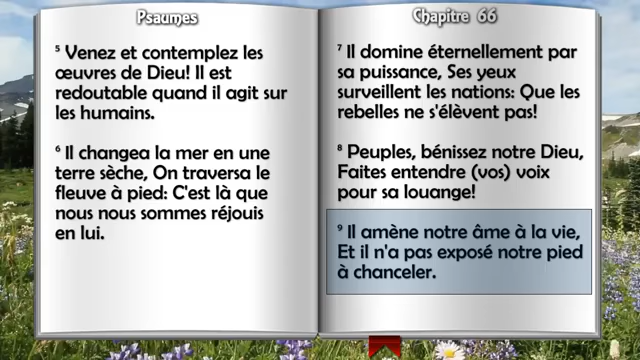 Psaumes
5 Venez et contemplez les
œuvres de Dieu! Il est
redoutable quand il agit sur
les humains.
6 Il changea la mer en une
terre sèche, On traversa le
fleuve à pied: C'est là que
nous nous sommes réjouis
en lui.
Chapitre 66
7 Il domine éternellement par
sa puissance, Ses yeux
surveillent les nations: Que les
rebelles ne s'élèvent pas!
8 Peuples, bénissez notre Dieu,
Faites entendre (vos) voix
pour sa louange!
9 Il amène notre âme à la vie,
Et il n'a pas exposé notre pied
à chanceler.